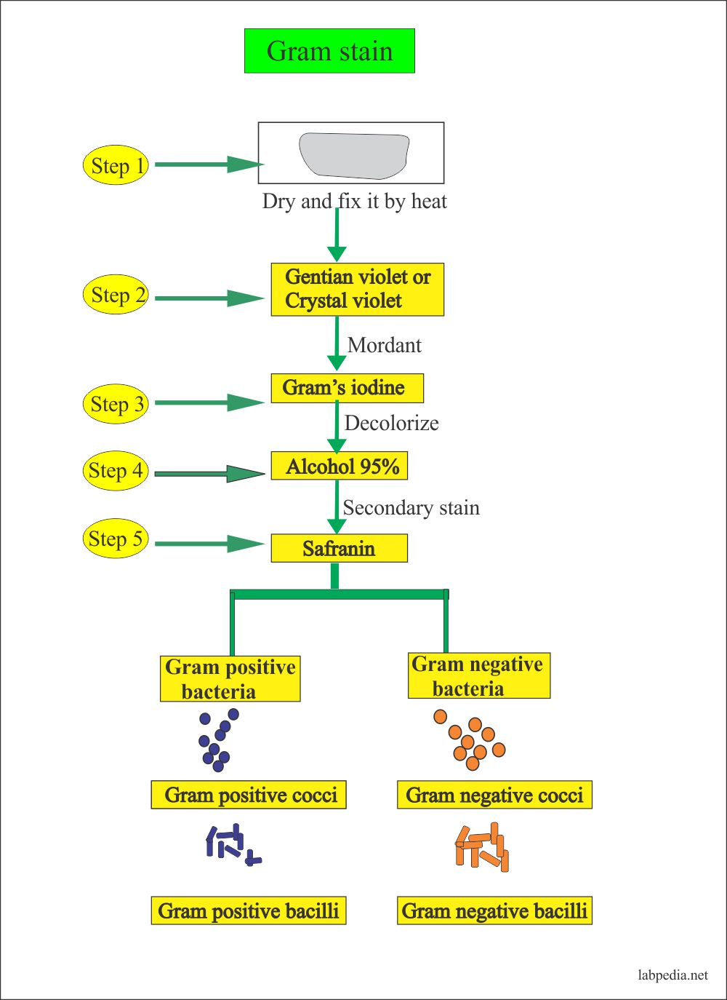 Gram stain
Step 1
Dry and fix it by heat
Step 2
Gentian violet or
Crystal violet
Mordant
Step 3
Gram's iodine
Decolorize
Step 4
Alcohol 95%
Secondary stain
Step 5
Safranin
Gram positive
bacteria
Gram negative
bacteria
Gram positive cocci
Gram negative cocci
Gram positive bacilli
Gram negative bacilli
labpedia.net